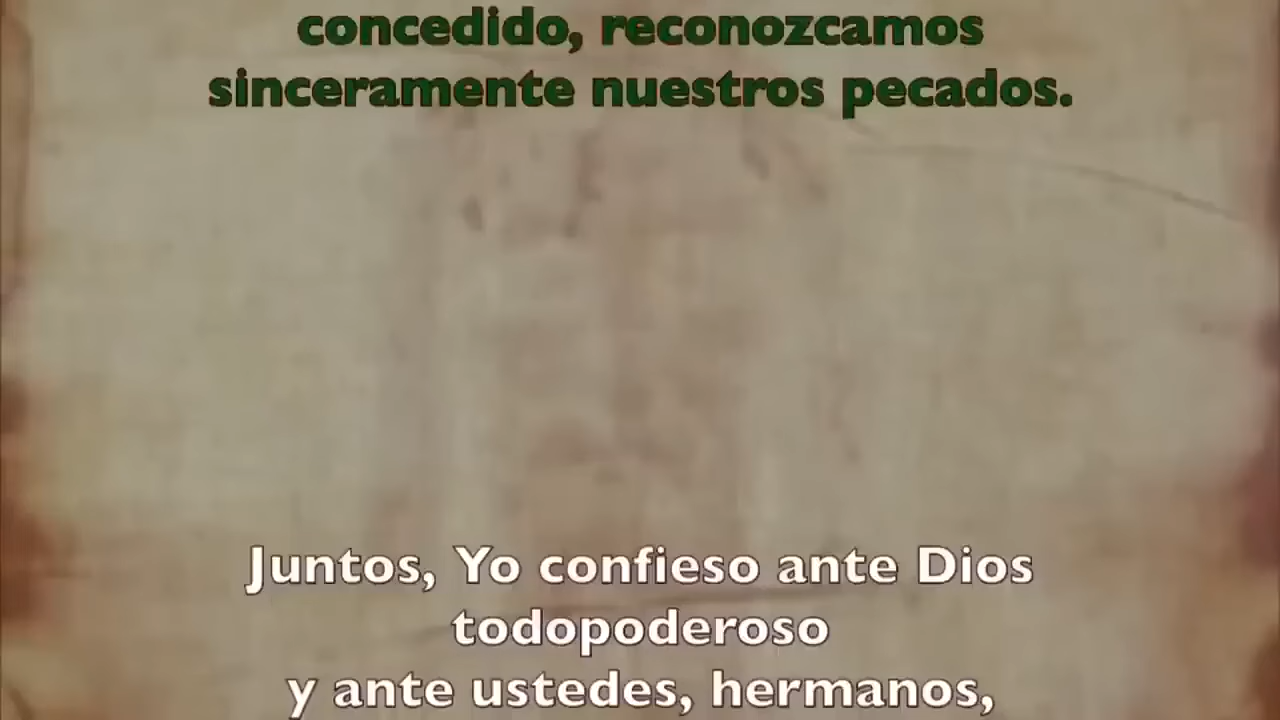 concedido, reconozcamos
sinceramente nuestros pecados.
Juntos, Yo confieso ante Dios
todopoderoso
y ante ustedes, hermanos,